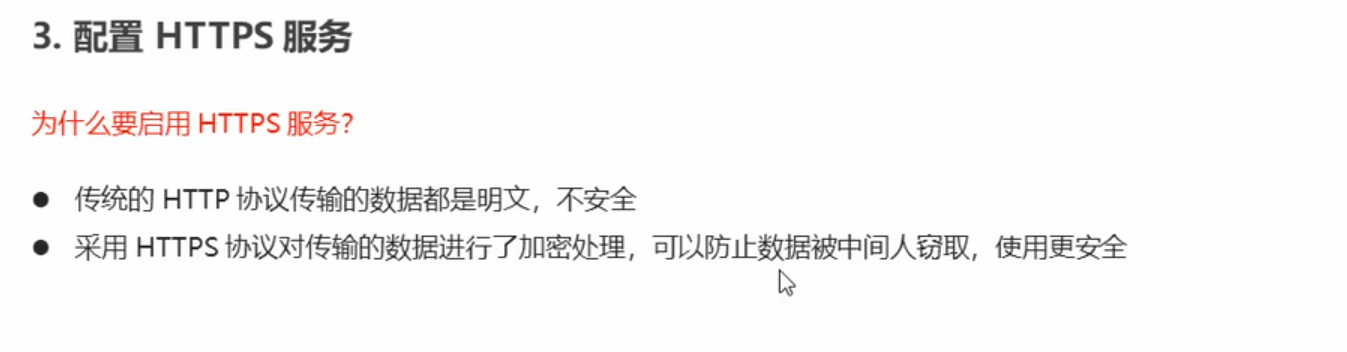 3. 配置 HTTPS 服务
为什么要启用 HTTPS 服务？
● 传统的 HTTP 协议传输的数据都是明文，不安全
● 采用 HTTPS 协议对传输的数据进行了加密处理，可以防止数据被中间人窃取，使用更安全